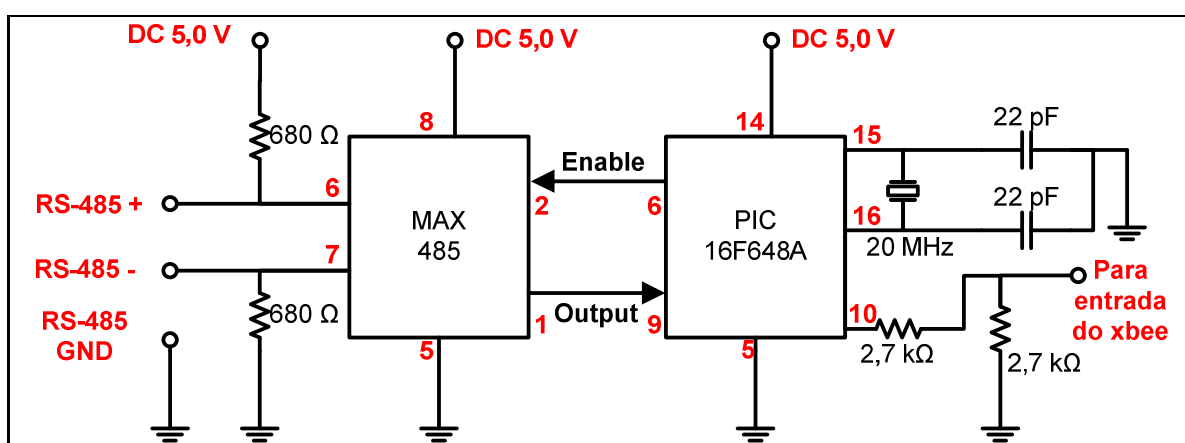 DC 5,0 V
DC 5,0 V
DC 5,0 V
680 Ω
8
14
15
22 pF
Enable
RS-485 +
6
2
6
MAX
485
PIC
16F648A
16
22 pF
20 MHz
RS-485 -
7
680 Ω
Output
1
9
10
2,7 kΩ
Para
entrada
do xbee
RS-485
GND
5
5
2,7 kΩ